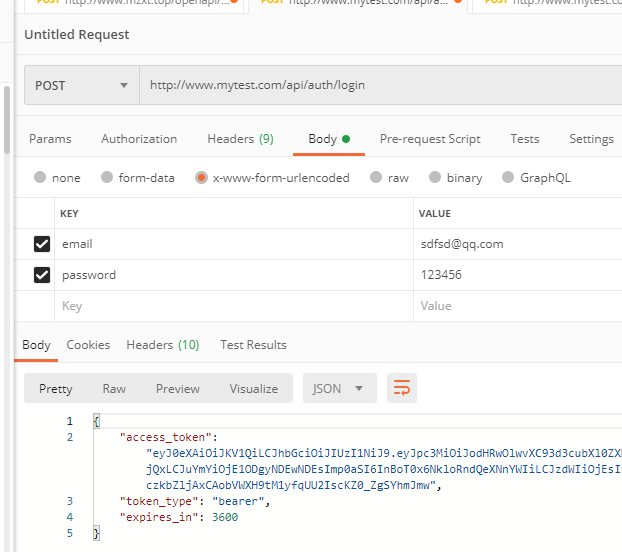 POST http://www.mzxt.top/openapi/... POST http://www.mytest.com/api/a... POST http://www.mytest.co
Untitled Request
POST http://www.mytest.com/api/auth/login
Params Authorization Headers (9) Body Pre-request Script Tests Settings
none form-data x-www-form-urlencoded raw binary GraphQL
KEY VALUE
email sdfsd@qq.com
password 123456
Key Value
Body Cookies Headers (10) Test Results
Pretty Raw Preview Visualize JSON
1 {
2 "access_token":
"eyJ0eXAiOiJKV1QiLCJhbGciOiJIUzI1NiJ9.eyJpc3MiOiJodHRwOlwvXC93d3cubXl0ZX
jQxLCJuYmYiOjE1ODgyNDEwNDEsImp0aSI6InBoT0x6NkloRndQeXNnYWIiLCJzdWIiOjEsI
czkbZljAxCAobVWXH9tM1yfqUU2IscKZ0_ZgSYhmJmw",
3 "token_type": "bearer",
4 "expires_in": 3600
5 }